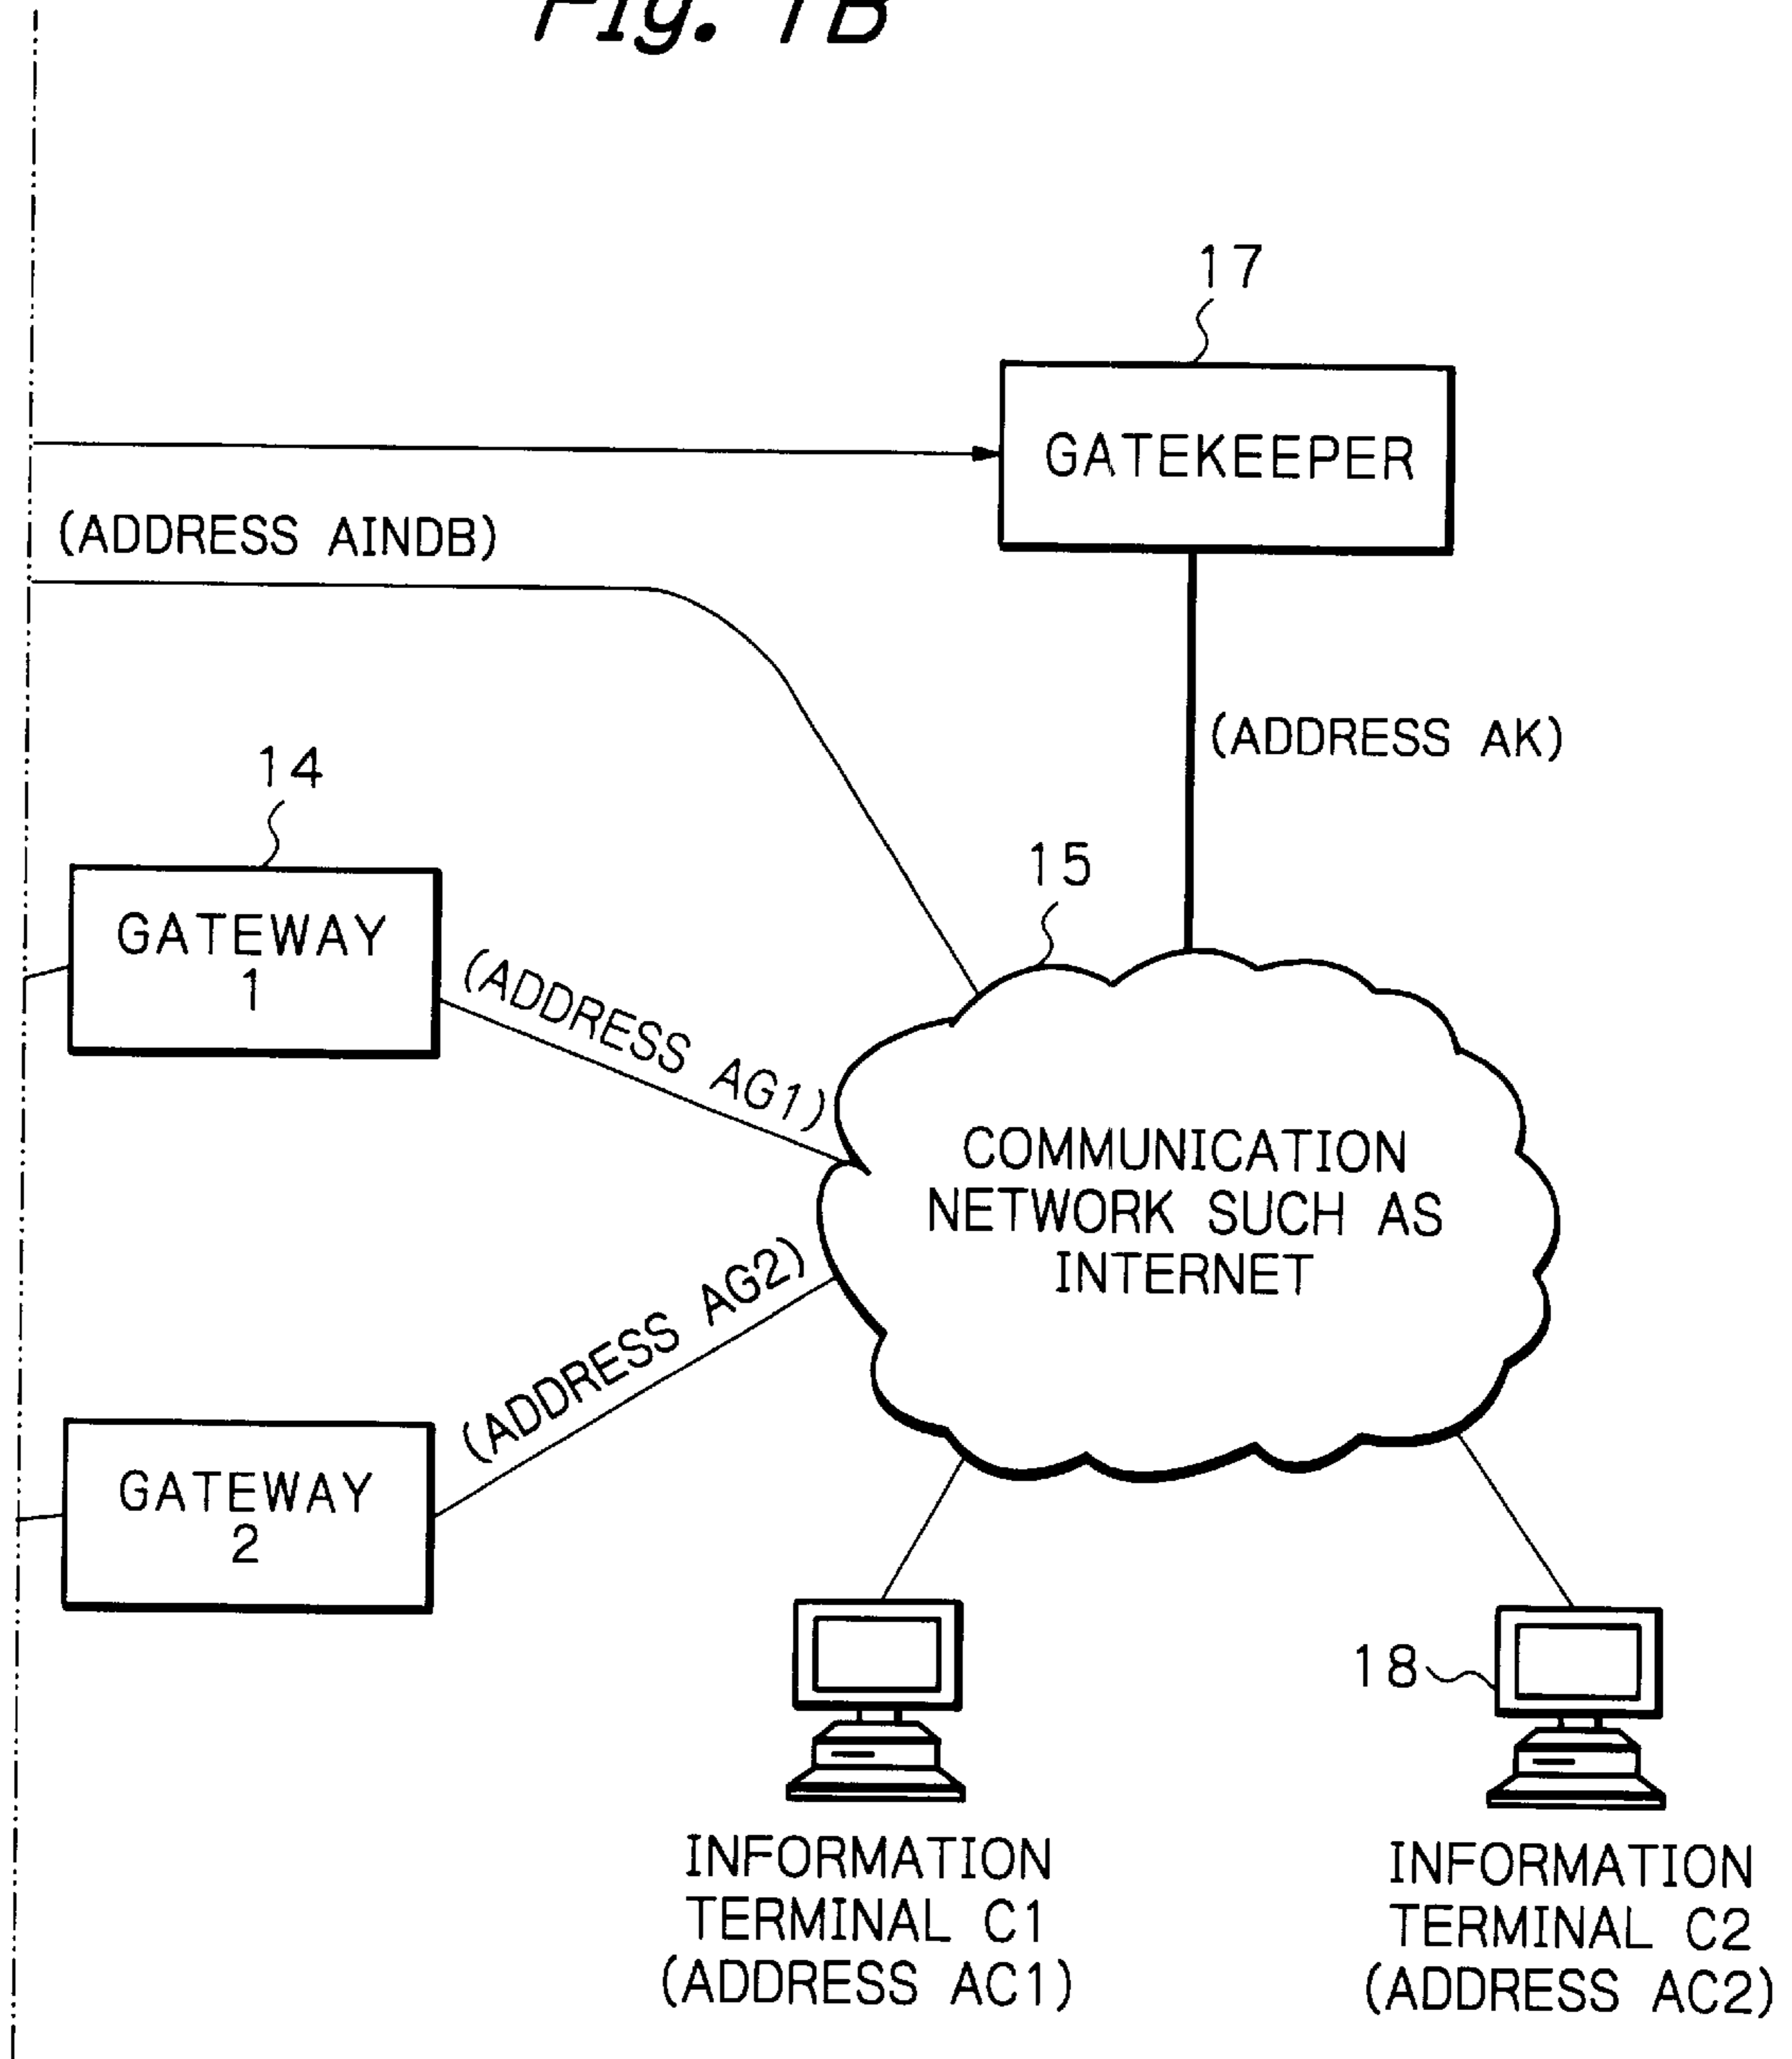 Fig. 1B
17
GATEKEEPER
(ADDRESS AINDB)
(ADDRESS AK)
14
GATEWAY
1
15
(ADDRESS AG1)
COMMUNICATION
NETWORK SUCH AS
INTERNET
(ADDRESS AG2)
GATEWAY
2
18
INFORMATION
TERMINAL C1
(ADDRESS AC1)
INFORMATION
TERMINAL C2
(ADDRESS AC2)